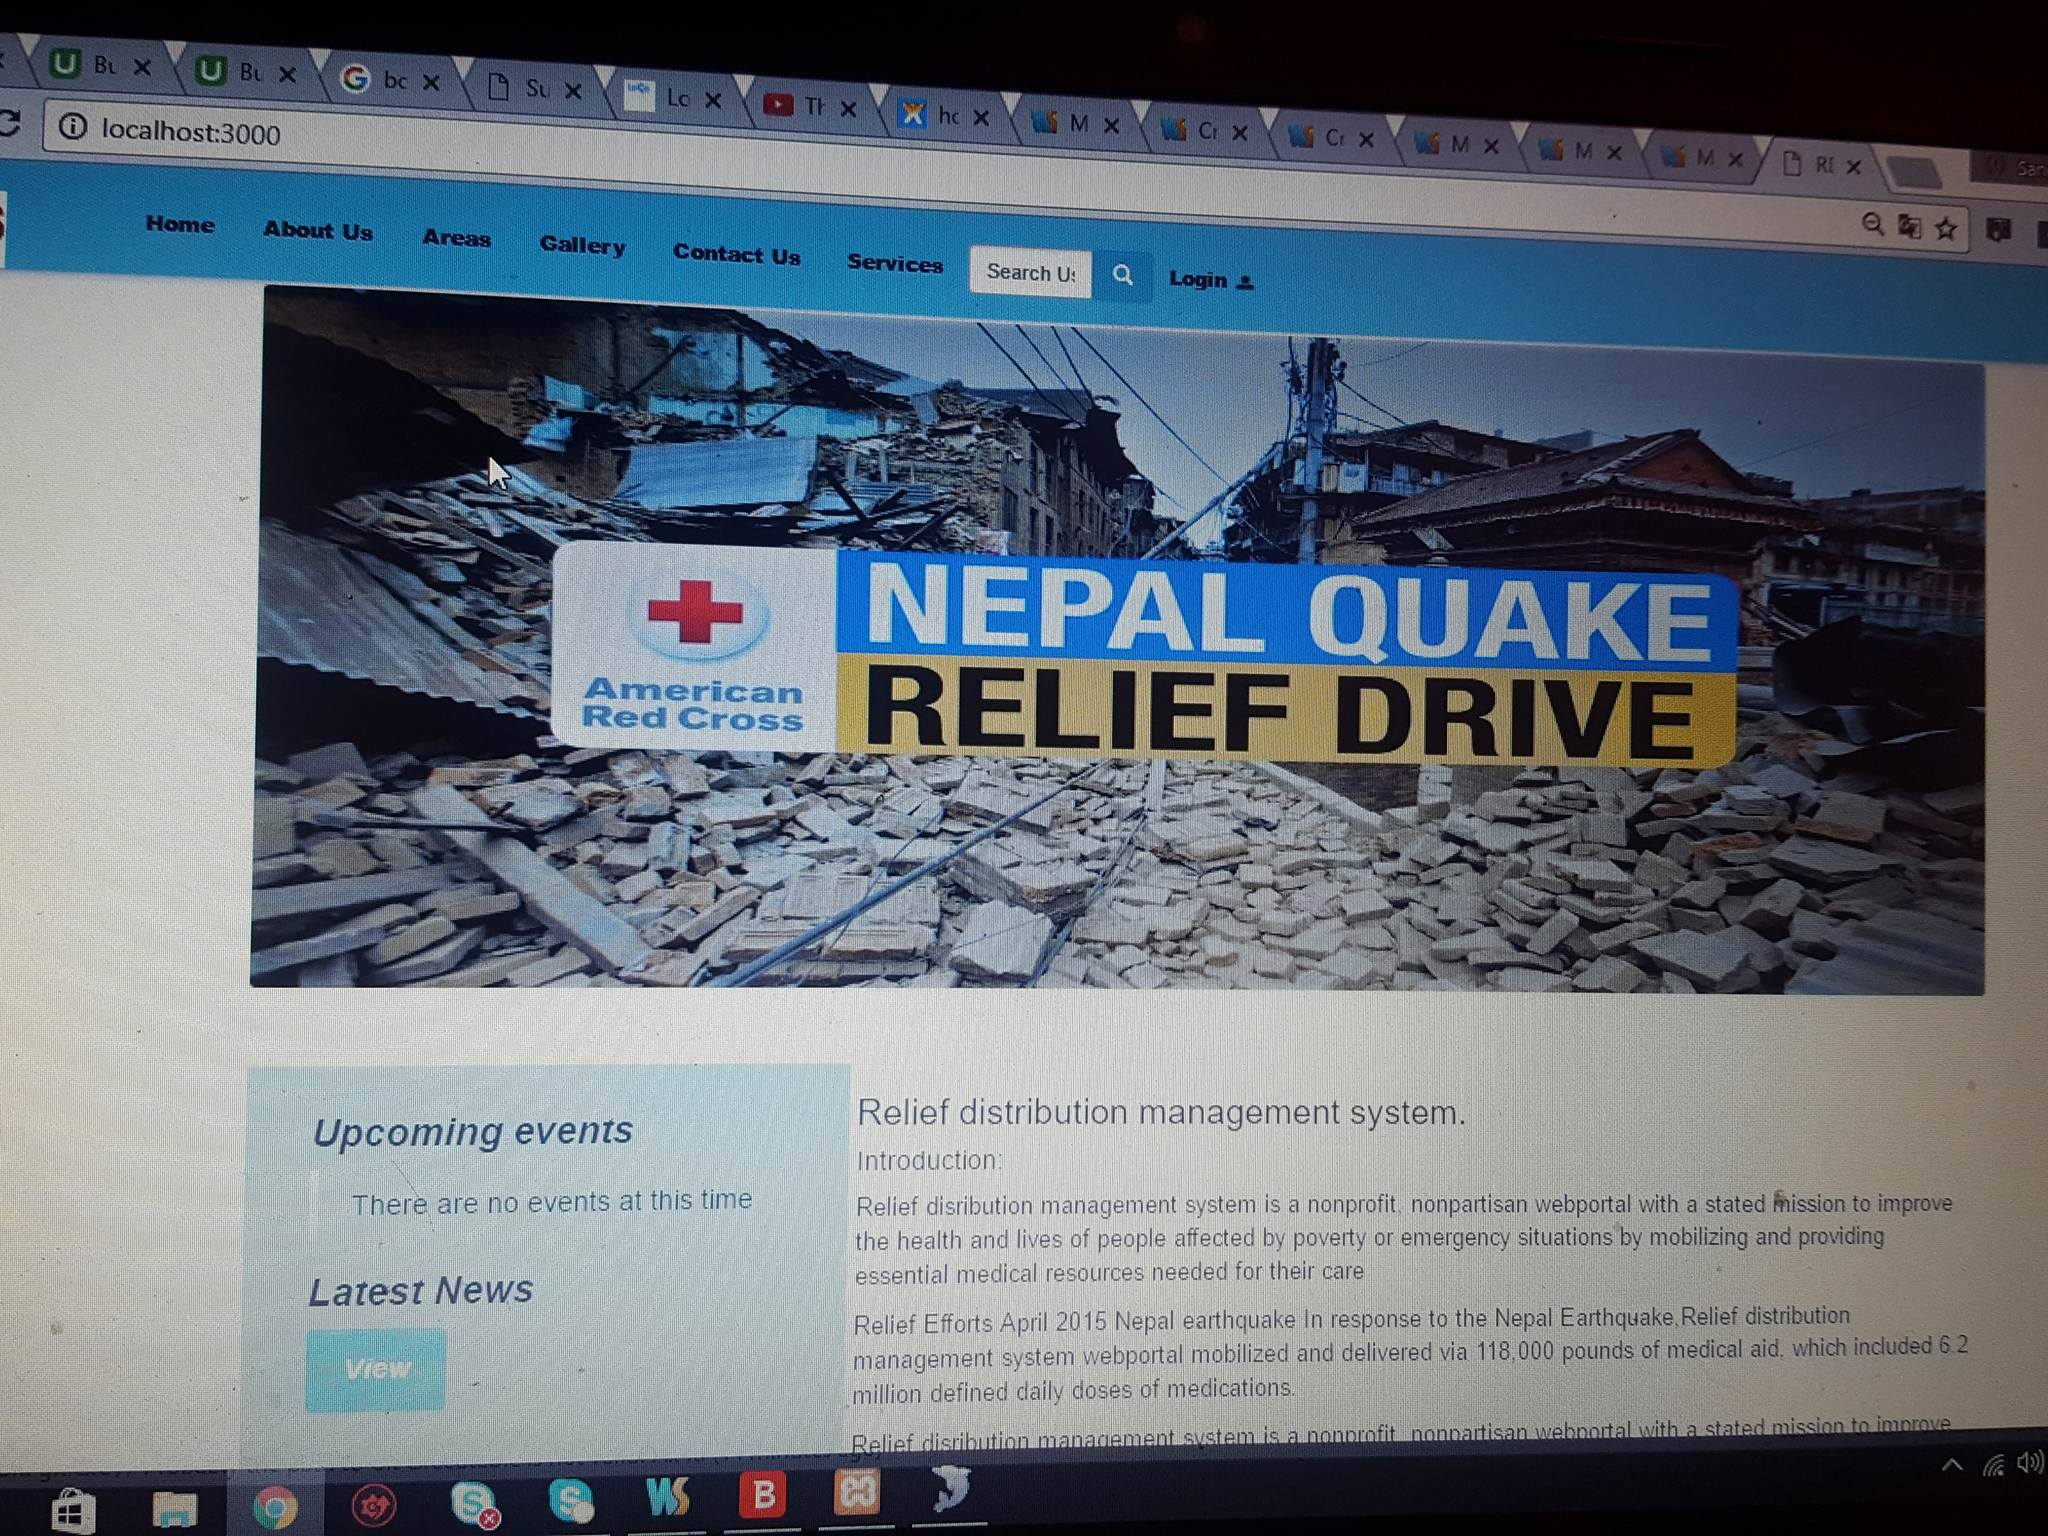 Bu
Bu
bc
Su
Lo
Th
hc
M
Cr
Cr
M
M
M
RE
localhost:3000
Home
About Us
Areas
Gallery
Contact Us
Services
Search Us
Login
American
Red Cross
NEPAL QUAKE
RELIEF DRIVE
Upcoming events
There are no events at this time
Latest News
View
Relief distribution management system.
Introduction:
Relief disribution management system is a nonprofit, nonpartisan webportal with a stated mission to improve
the health and lives of people affected by poverty or emergency situations by mobilizing and providing
essential medical resources needed for their care
Relief Efforts April 2015 Nepal earthquake In response to the Nepal Earthquake,Relief distribution
management system webportal mobilized and delivered via 118,000 pounds of medical aid, which included 6.2
million defined daily doses of medications.
Relief disribution management system is a nonprofit, nonpartisan webportal with a stated mission to improve